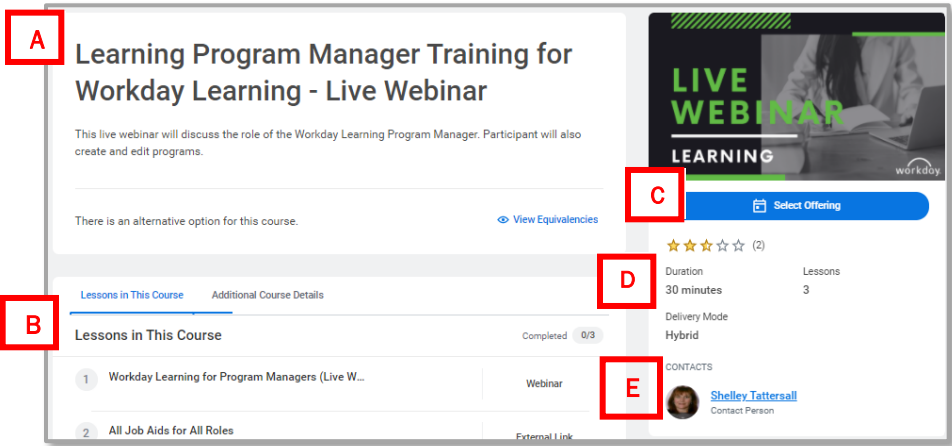 A
Learning Program Manager Training for
Workday Learning - Live Webinar
This live webinar will discuss the role of the Workday Learning Program Manager. Participant will also
create and edit programs.
There is an alternative option for this course.
View Equivalencies
B
Lessons in This Course
Additional Course Details
Lessons in This Course
Completed 0/3
1 Workday Learning for Program Managers (Live W...
Webinar
2 All Job Aids for All Roles
External Link
LIVE
WEBINAR
LEARNING
workday.
C
Select Offering
(2)
D
Duration
Lessons
30 minutes
3
Delivery Mode
Hybrid
E
CONTACTS
Shelley Tattersall
Contact Person